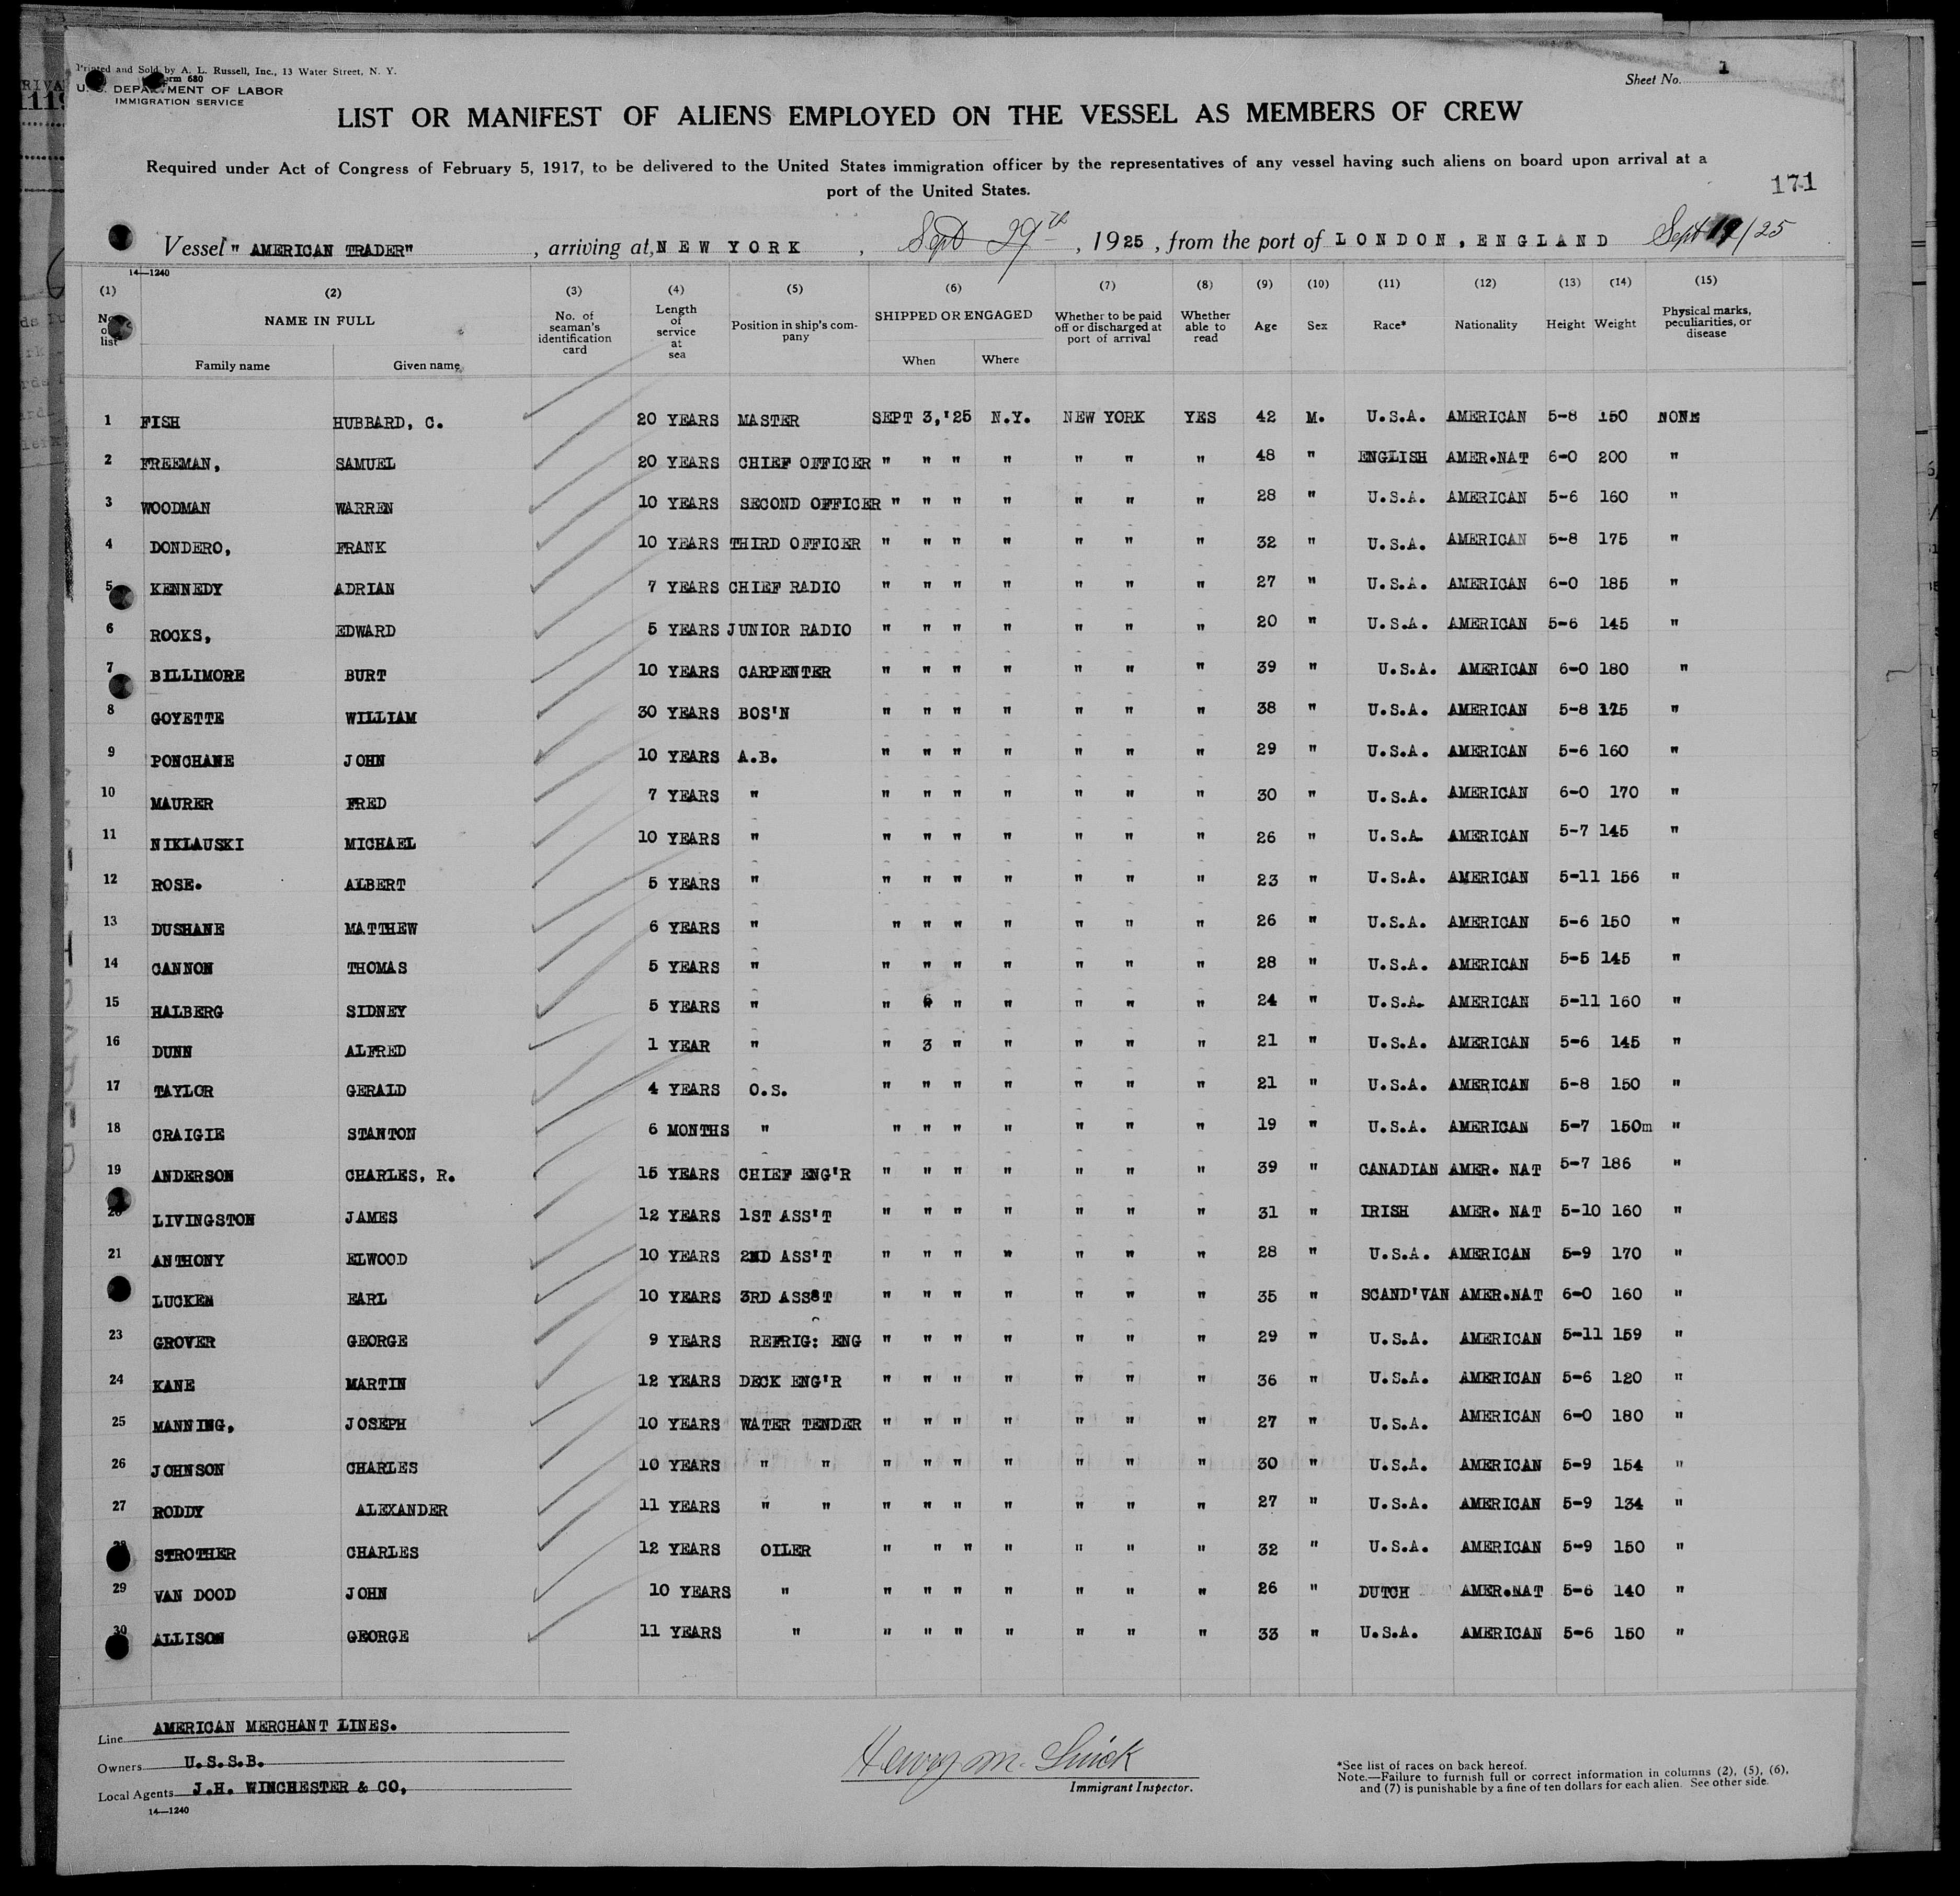 Printed and Sold by A. L. Russell, Inc., 13 Water Street, N. Y.
Form 680
U. S. DEPARTMENT OF LABOR
IMMIGRATION SERVICE
Sheet No. 1
LIST OR MANIFEST OF ALIENS EMPLOYED ON THE VESSEL AS MEMBERS OF CREW
Required under Act of Congress of February 5, 1917, to be delivered to the United States immigration officer by the representatives of any vessel having such aliens on board upon arrival at a
port of the United States.
171
Vessel " AMERICAN TRADER" , arriving at, NEW YORK , Sept 29th , 1925 , from the port of LONDON, ENGLAND Sept 19/25
14—1240
(1) (2) (3) (4) (5) (6) (7) (8) (9) (10) (11) (12) (13) (14) (15)
No. on list NAME IN FULL Family name Given name No. of seaman's identification card Length of service at sea Position in ship's company SHIPPED OR ENGAGED When Where Whether to be paid off or discharged at port of arrival Whether able to read Age Sex Race* Nationality Height Weight Physical marks, peculiarities, or disease
1 FISH HUBBARD, C. 20 YEARS MASTER SEPT 3,'25 N.Y. NEW YORK YES 42 M. U.S.A. AMERICAN 5-8 150 NONE
2 FREEMAN, SAMUEL 20 YEARS CHIEF OFFICER " " " " " " " 48 " ENGLISH AMER.NAT 6-0 200 "
3 WOODMAN WARREN 10 YEARS SECOND OFFICER " " " " " " " 28 " U.S.A. AMERICAN 5-6 160 "
4 DONDERO, FRANK 10 YEARS THIRD OFFICER " " " " " " " 32 " U.S.A. AMERICAN 5-8 175 "
5 KENNEDY ADRIAN 7 YEARS CHIEF RADIO " " " " " " " 27 " U.S.A. AMERICAN 6-0 185 "
6 ROCKS, EDWARD 5 YEARS JUNIOR RADIO " " " " " " " 20 " U.S.A. AMERICAN 5-6 145 "
7 BILLIMORE BURT 10 YEARS CARPENTER " " " " " " " 39 " U.S.A. AMERICAN 6-0 180 "
8 GOYETTE WILLIAM 30 YEARS BOS'N " " " " " " " 38 " U.S.A. AMERICAN 5-8 175 "
9 PONCHANE JOHN 10 YEARS A.B. " " " " " " " 29 " U.S.A. AMERICAN 5-6 160 "
10 MAURER FRED 7 YEARS " " " " " " " " 30 " U.S.A. AMERICAN 6-0 170 "
11 NIKLAUSKI MICHAEL 10 YEARS " " " " " " " " 26 " U.S.A. AMERICAN 5-7 145 "
12 ROSE. ALBERT 5 YEARS " " " " " " " " 23 " U.S.A. AMERICAN 5-11 156 "
13 DUSHANE MATTHEW 6 YEARS " " " " " " " " 26 " U.S.A. AMERICAN 5-6 150 "
14 CANNON THOMAS 5 YEARS " " " " " " " " 28 " U.S.A. AMERICAN 5-5 145 "
15 HALBERG SIDNEY 5 YEARS " " 6 " " " " " 24 " U.S.A. AMERICAN 5-11 160 "
16 DUNN ALFRED 1 YEAR " " 3 " " " " " 21 " U.S.A. AMERICAN 5-6 145 "
17 TAYLOR GERALD 4 YEARS O.S. " " " " " " " 21 " U.S.A. AMERICAN 5-8 150 "
18 CRAIGIE STANTON 6 MONTHS " " " " " " " " 19 " U.S.A. AMERICAN 5-7 150m "
19 ANDERSON CHARLES, R. 15 YEARS CHIEF ENG'R " " " " " " " 39 " CANADIAN AMER. NAT 5-7 186 "
20 LIVINGSTON JAMES 12 YEARS 1ST ASS'T " " " " " " " 31 " IRISH AMER. NAT 5-10 160 "
21 ANTHONY ELWOOD 10 YEARS 2ND ASS'T " " " " " " " 28 " U.S.A. AMERICAN 5-9 170 "
LUCKEN EARL 10 YEARS 3RD ASS8T " " " " " " " 35 " SCAND'VAN AMER.NAT 6-0 160 "
23 GROVER GEORGE 9 YEARS REFRIG: ENG " " " " " " " 29 " U.S.A. AMERICAN 5-11 159 "
24 KANE MARTIN 12 YEARS DECK ENG'R " " " " " " " 36 " U.S.A. AMERICAN 5-6 120 "
25 MANNING, JOSEPH 10 YEARS WATER TENDER " " " " " " " 27 " U.S.A. AMERICAN 6-0 180 "
26 JOHNSON CHARLES 10 YEARS " " " " " " " " " 30 " U.S.A. AMERICAN 5-9 154 "
27 RODDY ALEXANDER 11 YEARS " " " " " " " " " 27 " U.S.A. AMERICAN 5-9 134 "
28 STROTHER CHARLES 12 YEARS OILER " " " " " " " 32 " U.S.A. AMERICAN 5-9 150 "
29 VAN DOOD JOHN 10 YEARS " " " " " " " " 26 " DUTCH AMER.NAT 5-6 140 "
30 ALLISON GEORGE 11 YEARS " " " " " " " " 33 " U.S.A. AMERICAN 5-6 150 "
Line AMERICAN MERCHANT LINES.
Owners U.S.S.B.
Local Agents J.H. WINCHESTER & CO,
14—1240
Henry M. Quick
Immigrant Inspector.
*See list of races on back hereof.
Note.—Failure to furnish full or correct information in columns (2), (5), (6),
and (7) is punishable by a fine of ten dollars for each alien. See other side.